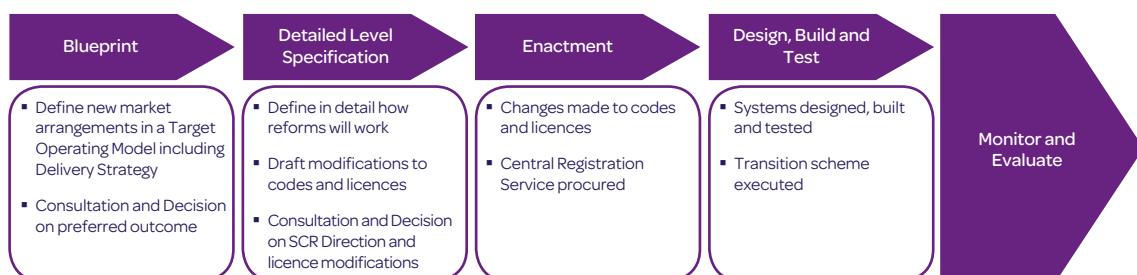 Blueprint
▪ Define new market
arrangements in a Target
Operating Model including
Delivery Strategy
▪ Consultation and Decision
on preferred outcome
Detailed Level
Specification
▪ Define in detail how
reforms will work
▪ Draft modifications to
codes and licences
▪ Consultation and Decision
on SCR Direction and
licence modifications
Enactment
▪ Changes made to codes
and licences
▪ Central Registration
Service procured
Design, Build and
Test
▪ Systems designed, built
and tested
▪ Transition scheme
executed
Monitor and
Evaluate